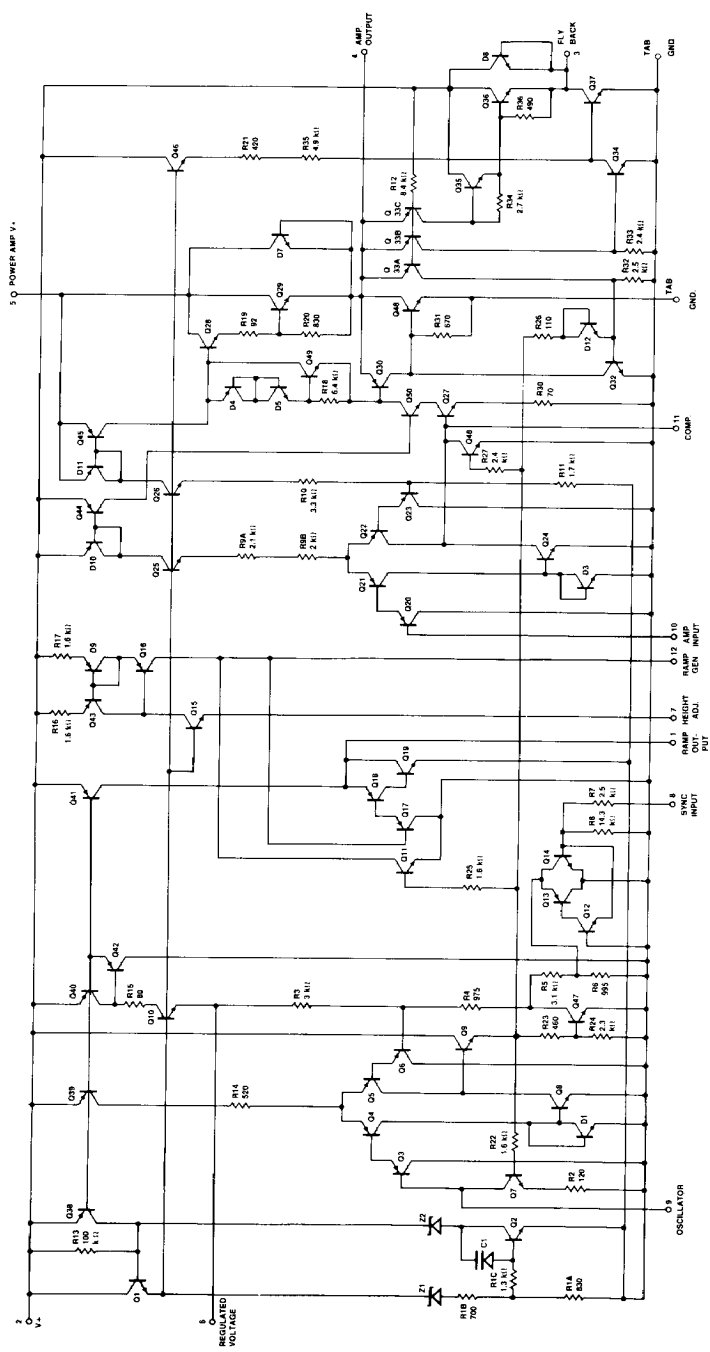 2
V+
R13
100
kΩ
Q1
Q38
Q39
Q40
Q42
Q41
R16
1.6 kΩ
R17
1.6 kΩ
Q43
D9
Q16
Q15
D10
Q44
D11
Q45
5 POWER AMP V+
Q25
Q26
Q28
D4
D5
Q49
R18
6.4 kΩ
R19
92
R20
830
Q29
D7
Q46
R21
420
R35
4.9 kΩ
4
AMP.
OUTPUT
6
REGULATED
VOLTAGE
R15
80
Q10
R14
520
R3
3 kΩ
R9A
2.1 kΩ
R9B
2 kΩ
R10
3.3 kΩ
Q30
Q50
Q27
Q48
R31
670
Q
33A
Q
33B
Q
33C
R12
8.4 kΩ
Q35
R34
2.7 kΩ
Q36
R36
490
D8
FLY
BACK
3
Z1
Z2
C1
Q2
R1B
700
R1C
1.3 kΩ
R1A
830
Q3
Q4
Q5
Q6
Q7
R22
1.6 kΩ
R2
120
D1
Q8
Q9
R4
975
R5
3.1 kΩ
R6
995
R23
460
R24
2.3
kΩ
Q47
Q11
R25
1.6 kΩ
Q17
Q18
Q19
Q13
Q14
Q12
R8
14.3
kΩ
R7
2.5
kΩ
Q20
Q21
Q22
Q23
Q24
D3
R11
1.7 kΩ
R27
2.4
kΩ
Q48
R30
70
R26
110
D12
Q32
R32
2.5
kΩ
R33
2.4 kΩ
Q34
Q37
9
OSCILLATOR
8
SYNC
INPUT
1
RAMP
OUT-
PUT
7
HEIGHT
ADJ.
12
RAMP
GEN
10
AMP
INPUT
11
COMP.
TAB
GND.
TAB
GND